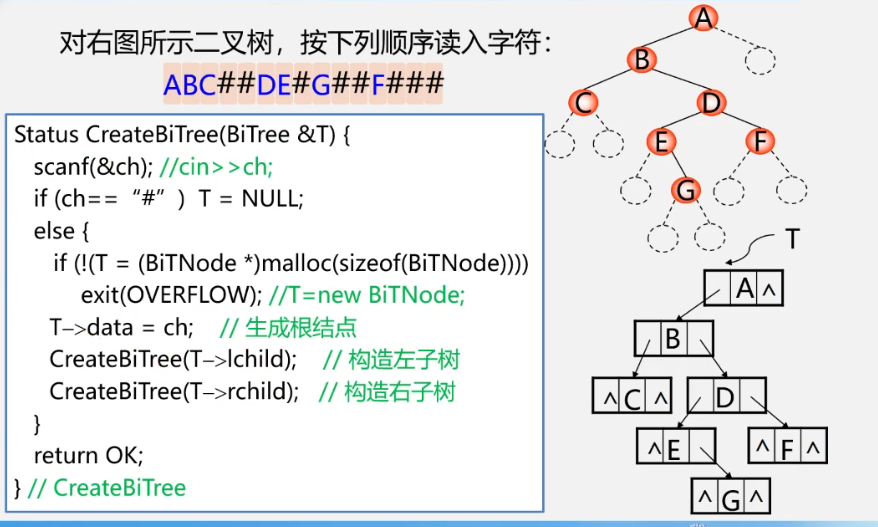 对右图所示二叉树，按下列顺序读入字符：
ABC##DE#G##F###
Status CreateBiTree(BiTree &T) {
scanf(&ch); //cin>>ch;
if (ch==“#”) T = NULL;
else {
if (!(T = (BiTNode *)malloc(sizeof(BiTNode))))
exit(OVERFLOW); //T=new BiTNode;
T–>data = ch; // 生成根结点
CreateBiTree(T–>lchild); // 构造左子树
CreateBiTree(T–>rchild); // 构造右子树
}
return OK;
} // CreateBiTree
A
B
C D
E F
G
T
A ^
B
^ C ^ D
^ E ^ F ^
^ G ^